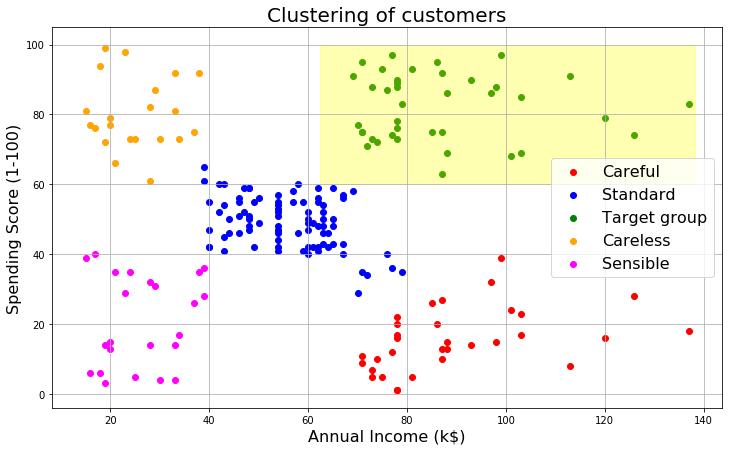 Clustering of customers
Spending Score (1-100)
100
80
60
40
20
0
Careful
Standard
Target group
Careless
Sensible
20
40
60
80
100
120
140
Annual Income (k$)